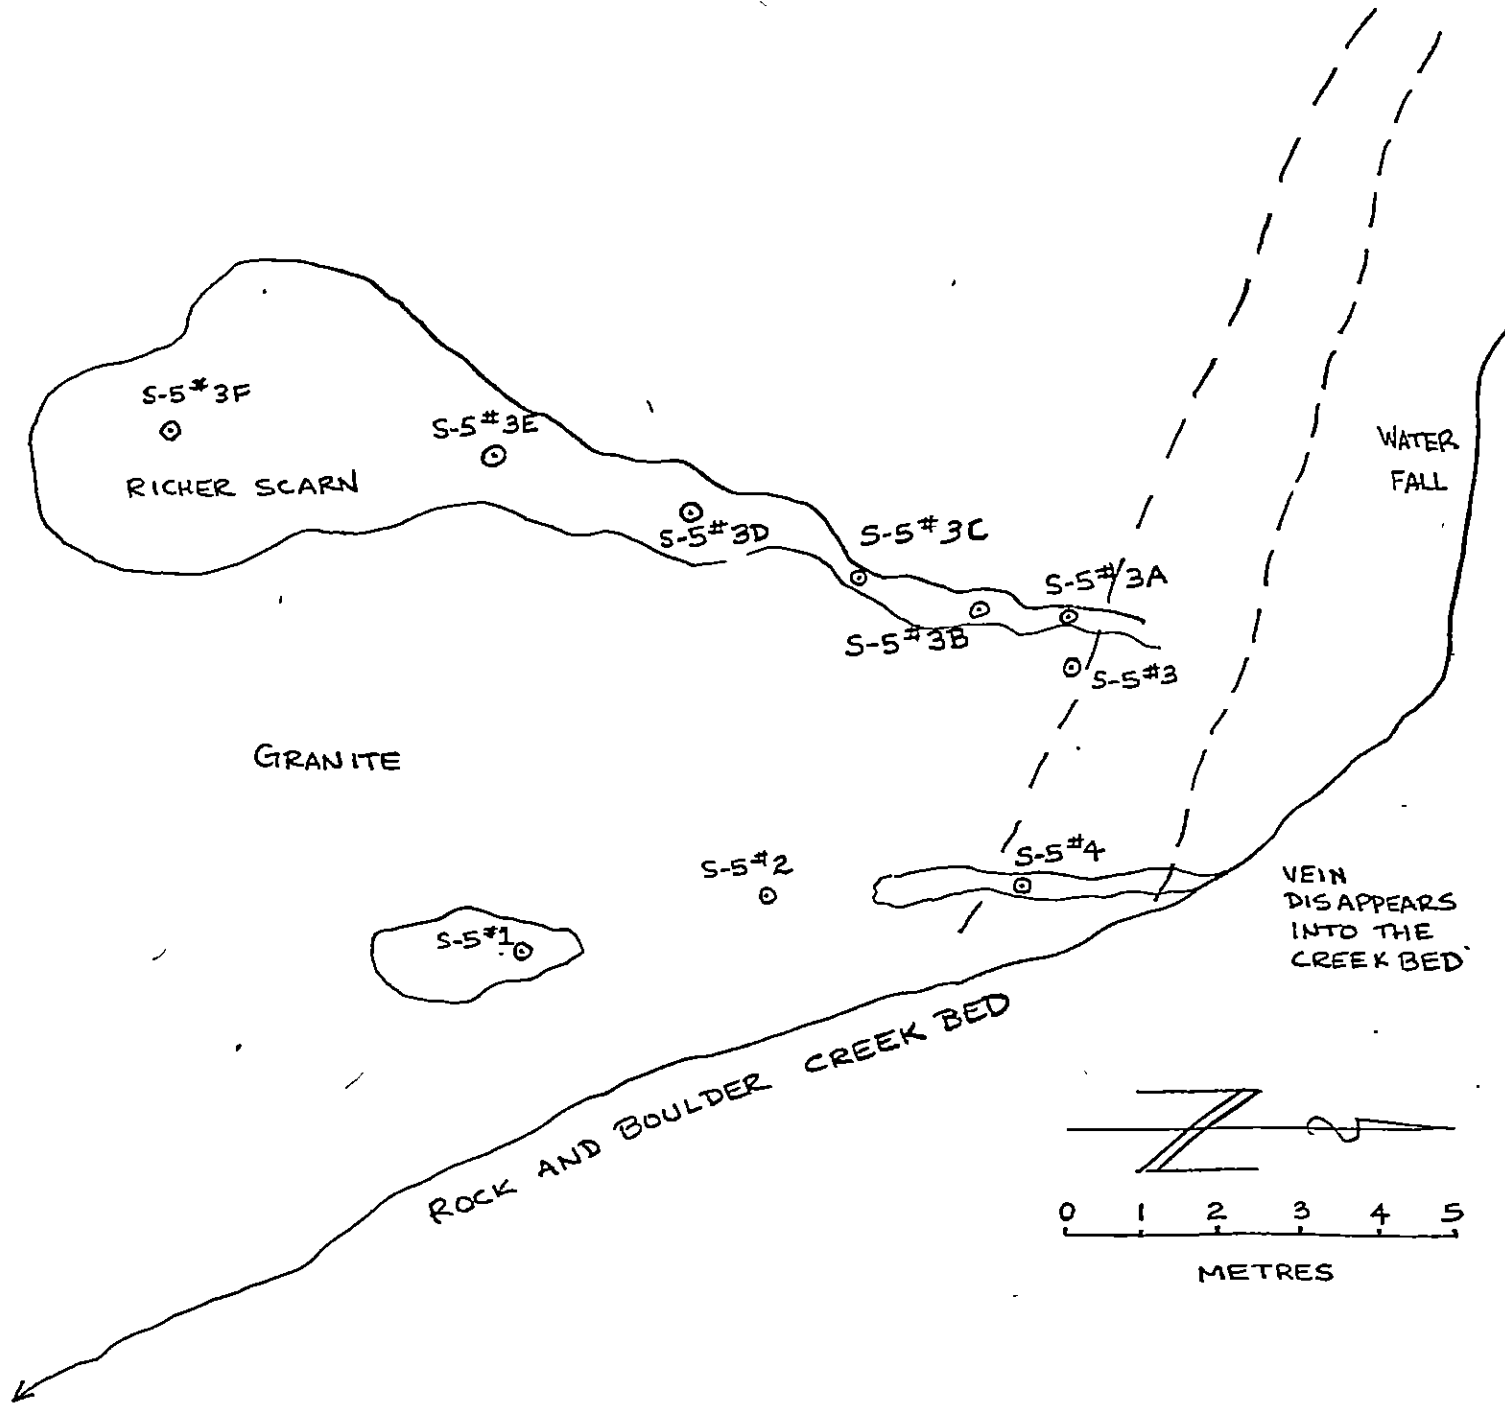 S-5#3F
S-5#3E
RICHER SCARN
S-5#3D
S-5#3C
S-5#3A
S-5#3B
S-5#3
WATER
FALL
GRANITE
S-5#2
S-5#4
S-5#1
VEIN
DISAPPEARS
INTO THE
CREEK BED
ROCK AND BOULDER CREEK BED
N
0 1 2 3 4 5
METRES